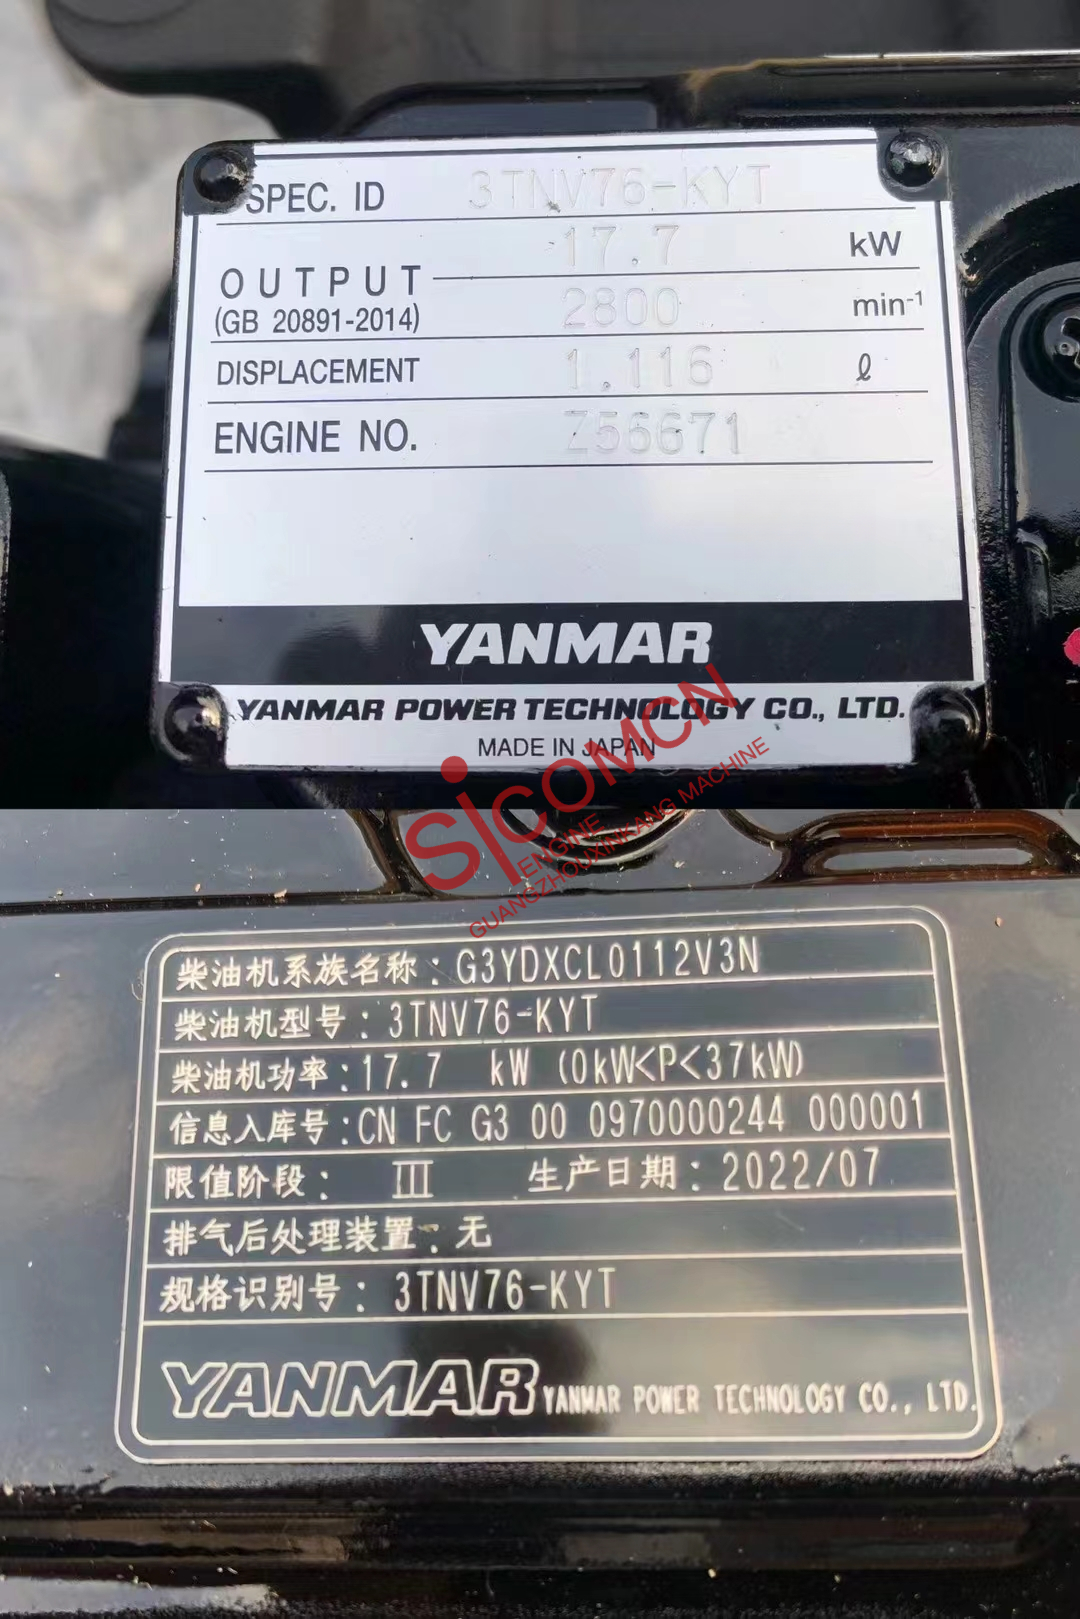 SPEC. ID 3TNV76-KYT
17.7 kW
OUTPUT
(GB 20891-2014) 2800 min-¹
DISPLACEMENT 1.116 ℓ
ENGINE NO. Z56671
YANMAR
YANMAR POWER TECHNOLOGY CO., LTD.
MADE IN JAPAN
SiCOMCN
ENGINE
GUANGZHOUXINKANG MACHINE
柴油机系族名称：G3YDXCL0112V3N
柴油机型号：3TNV76-KYT
柴油机功率：17.7 kW (0kW<P<37kW)
信息入库号：CN FC G3 00 0970000244 000001
限值阶段： III 生产日期：2022/07
排气后处理装置：无
规格识别号：3TNV76-KYT
YANMAR YANMAR POWER TECHNOLOGY CO., LTD.